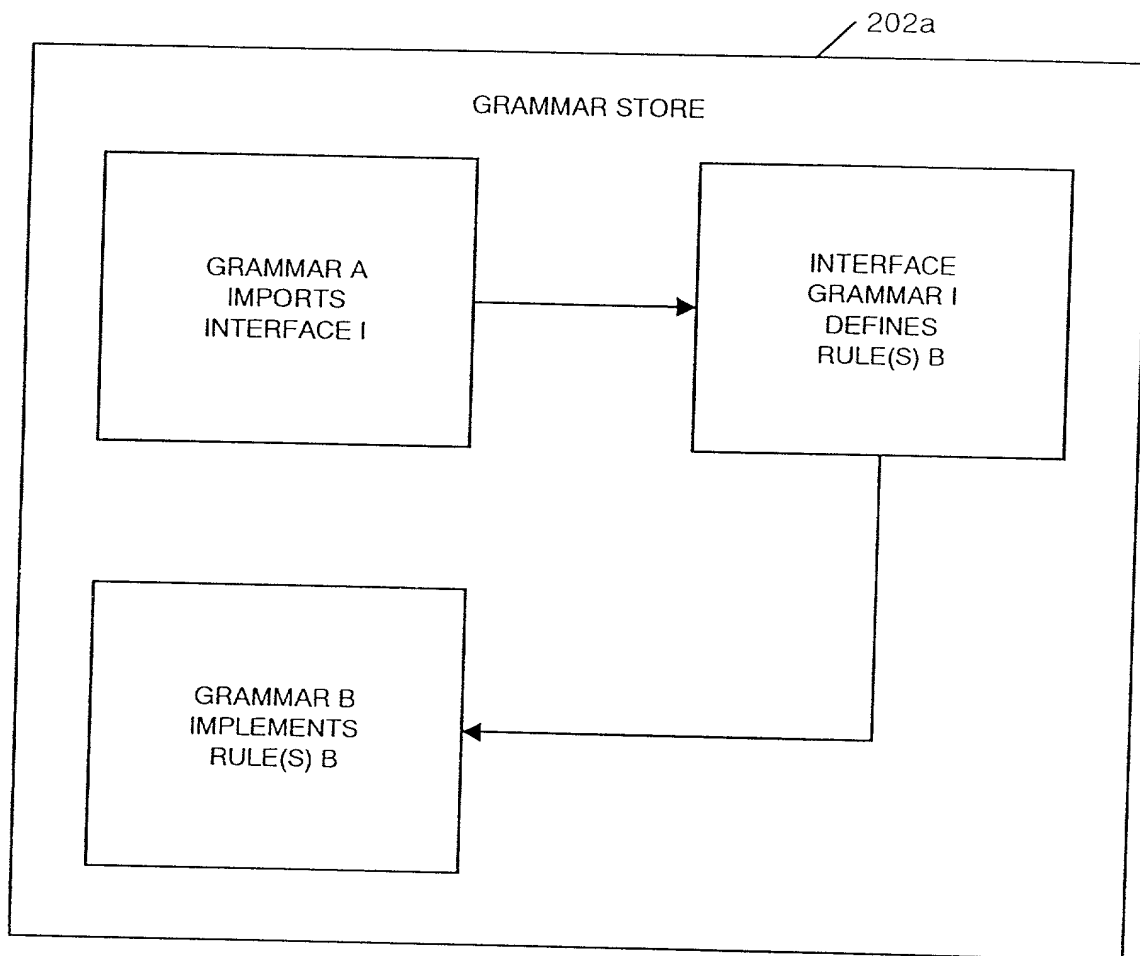 202a
GRAMMAR STORE
GRAMMAR A
IMPORTS
INTERFACE I
INTERFACE
GRAMMAR I
DEFINES
RULE(S) B
GRAMMAR B
IMPLEMENTS
RULE(S) B